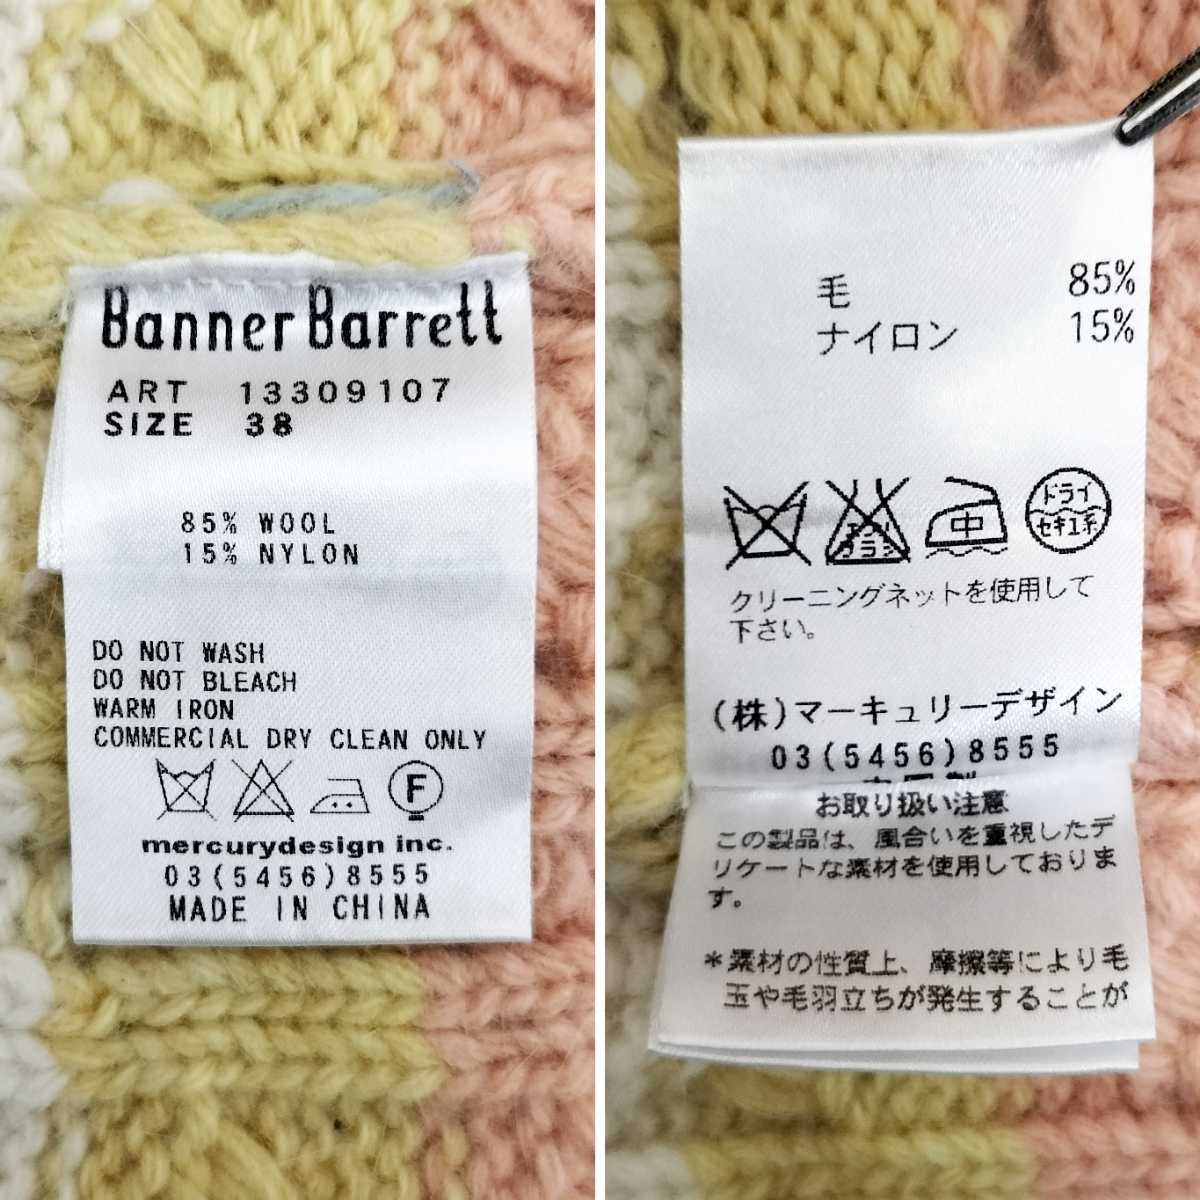 Banner Barrett
ART 13309107
SIZE 38
85% WOOL
15% NYLON
DO NOT WASH
DO NOT BLEACH
WARM IRON
COMMERCIAL DRY CLEAN ONLY
F
mercurydesign inc.
03(5456)8555
MADE IN CHINA
毛 85%
ナイロン 15%
エンソ
サラシ
中
ドライ
セキユ系
クリーニングネットを使用して
下さい。
(株)マーキュリーデザイン
03(5456)8555
お取り扱い注意
この製品は、風合いを重視したデ
リケートな素材を使用しておりま
す。
*素材の性質上、摩擦等により毛
玉や毛羽立ちが発生することが